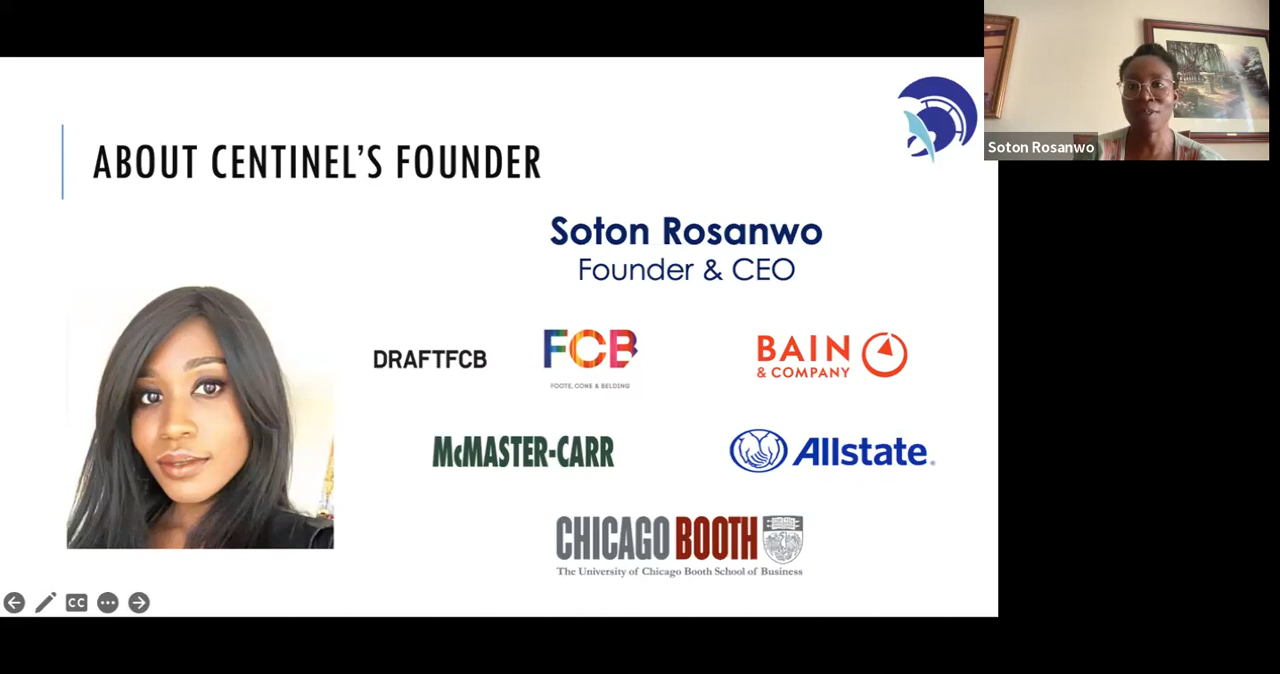 ABOUT CENTINEL'S FOUNDER
Soton Rosanwo
Soton Rosanwo
Founder & CEO
DRAFTFCB
FCB
FOOTE, CONE & BELDING
BAIN
& COMPANY
McMASTER-CARR
Allstate®
CHICAGO BOOTH
The University of Chicago Booth School of Business
CC